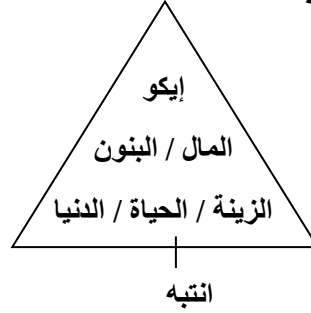 إيكو
المال / البنون
الزينة / الحياة / الدنيا
انتبه